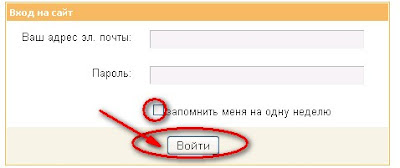 Вход на сайт
Ваш адрес эл. почты:
Пароль:
запомнить меня на одну неделю
Войти